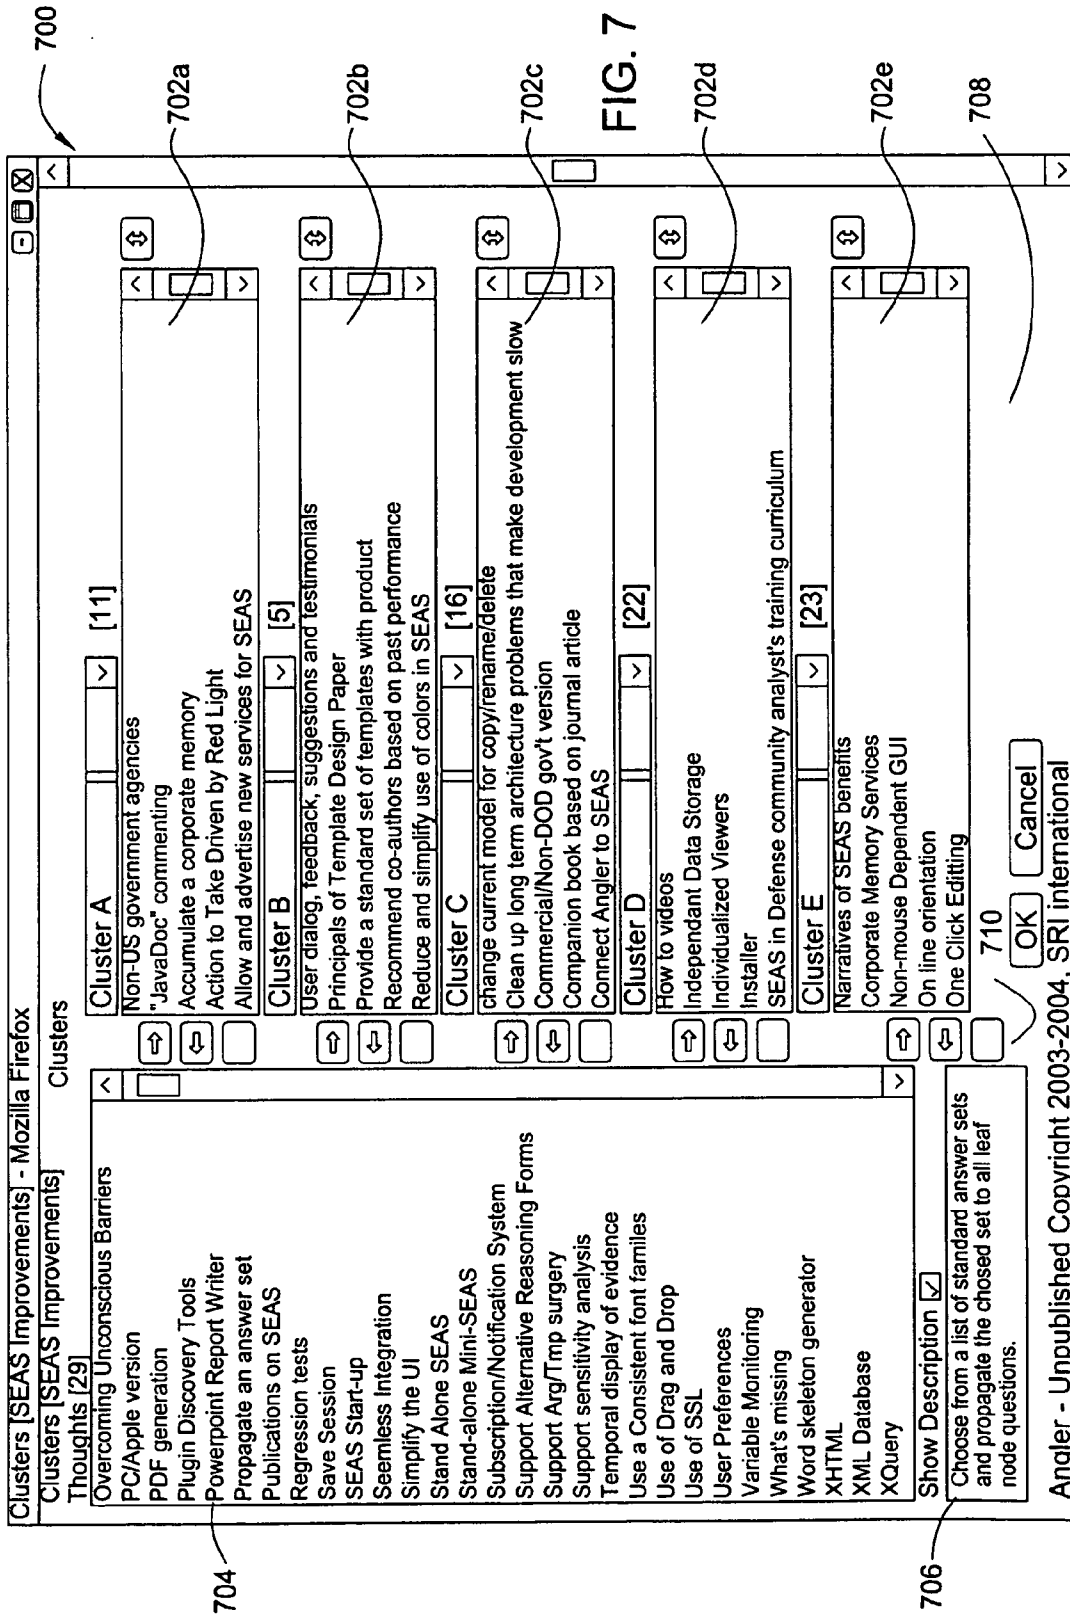 Clusters [SEAS Improvements] - Mozilla Firefox
Clusters [SEAS Improvements]
Thoughts [29]
Clusters
Overcoming Unconscious Barriers
PC/Apple version
PDF generation
Plugin Discovery Tools
Powerpoint Report Writer
Propagate an answer set
Publications on SEAS
Regression tests
Save Session
SEAS Start-up
Seemless Integration
Simplify the UI
Stand Alone SEAS
Stand-alone Mini-SEAS
Subscription/Notification System
Support Alternative Reasoning Forms
Support Arg/Tmp surgery
Support sensitivity analysis
Temporal display of evidence
Use a Consistent font familes
Use of Drag and Drop
Use of SSL
User Preferences
Variable Monitoring
What's missing
Word skeleton generator
XHTML
XML Database
XQuery
Show Description
Choose from a list of standard answer sets
and propagate the chosed set to all leaf
node questions.
Cluster A [11]
Non-US government agencies
"JavaDoc" commenting
Accumulate a corporate memory
Action to Take Driven by Red Light
Allow and advertise new services for SEAS
Cluster B [5]
User dialog, feedback, suggestions and testimonials
Principals of Template Design Paper
Provide a standard set of templates with product
Recommend co-authors based on past performance
Reduce and simplify use of colors in SEAS
Cluster C [16]
change current model for copy/rename/delete
Clean up long term architecture problems that make development slow
Commercial/Non-DOD gov't version
Companion book based on journal article
Connect Angler to SEAS
Cluster D [22]
How to videos
Independant Data Storage
Individualized Viewers
Installer
SEAS in Defense community analyst's training curriculum
Cluster E [23]
Narratives of SEAS benefits
Corporate Memory Services
Non-mouse Dependent GUI
On line orientation
One Click Editting
OK
Cancel
Angler - Unpublished Copyright 2003-2004, SRI International
700
702a
702b
702c
702d
702e
704
706
708
710
FIG. 7